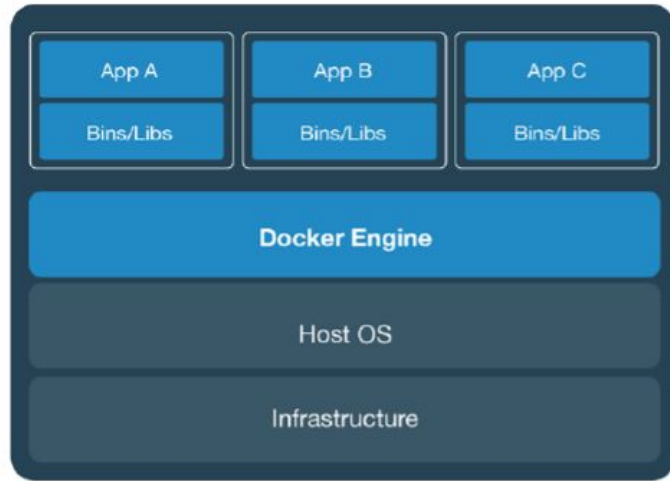 App A App B App C
Bins/Libs Bins/Libs Bins/Libs
Docker Engine
Host OS
Infrastructure